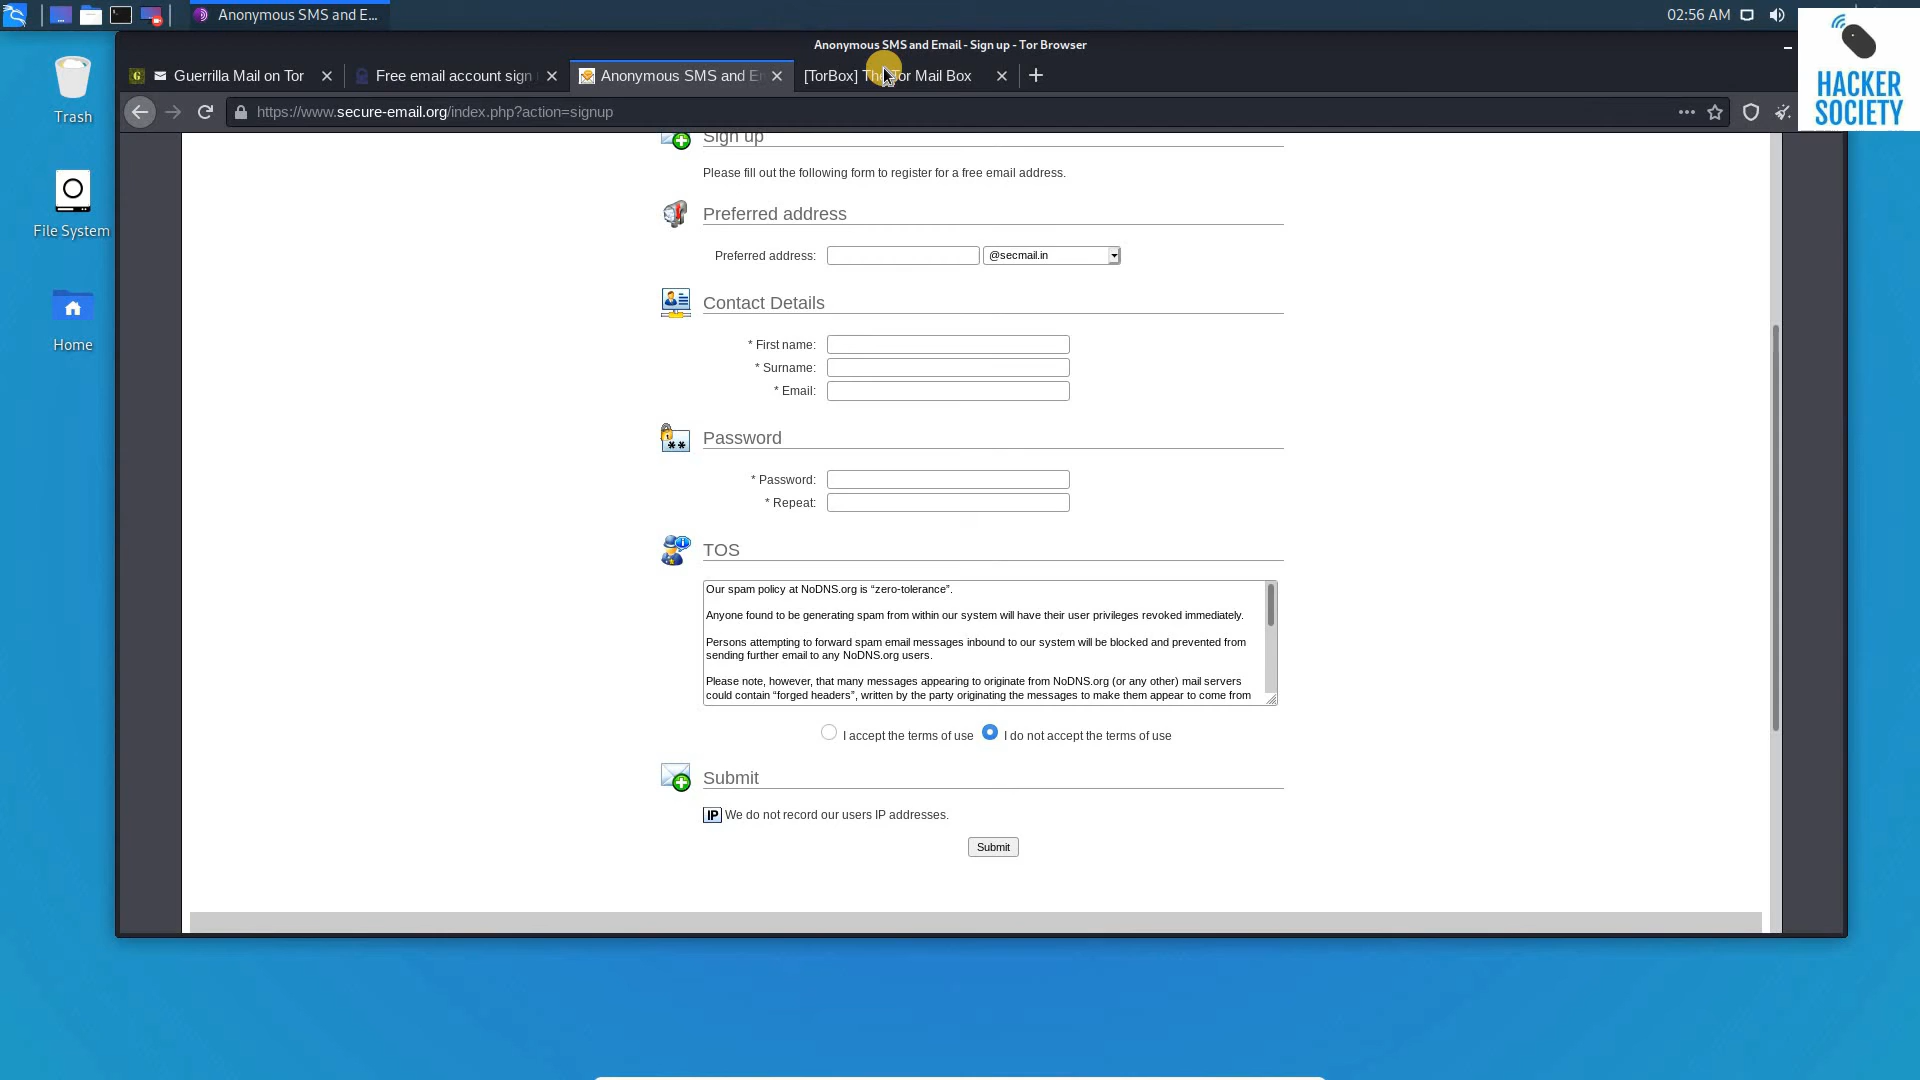 Anonymous SMS and E...
02:56 AM
HACKER
SOCIETY
Trash
File System
Home
Anonymous SMS and Email - Sign up - Tor Browser
Guerrilla Mail on Tor
Free email account sign
Anonymous SMS and Em
[TorBox] The Tor Mail Box
https://www.secure-email.org/index.php?action=signup
Sign up
Please fill out the following form to register for a free email address.
Preferred address
Preferred address:
@secmail.in
Contact Details
* First name:
* Surname:
* Email:
Password
* Password:
* Repeat:
TOS
Our spam policy at NoDNS.org is “zero-tolerance”.
Anyone found to be generating spam from within our system will have their user privileges revoked immediately.
Persons attempting to forward spam email messages inbound to our system will be blocked and prevented from
sending further email to any NoDNS.org users.
Please note, however, that many messages appearing to originate from NoDNS.org (or any other) mail servers
could contain “forged headers”, written by the party originating the messages to make them appear to come from
I accept the terms of use
I do not accept the terms of use
Submit
IP We do not record our users IP addresses.
Submit